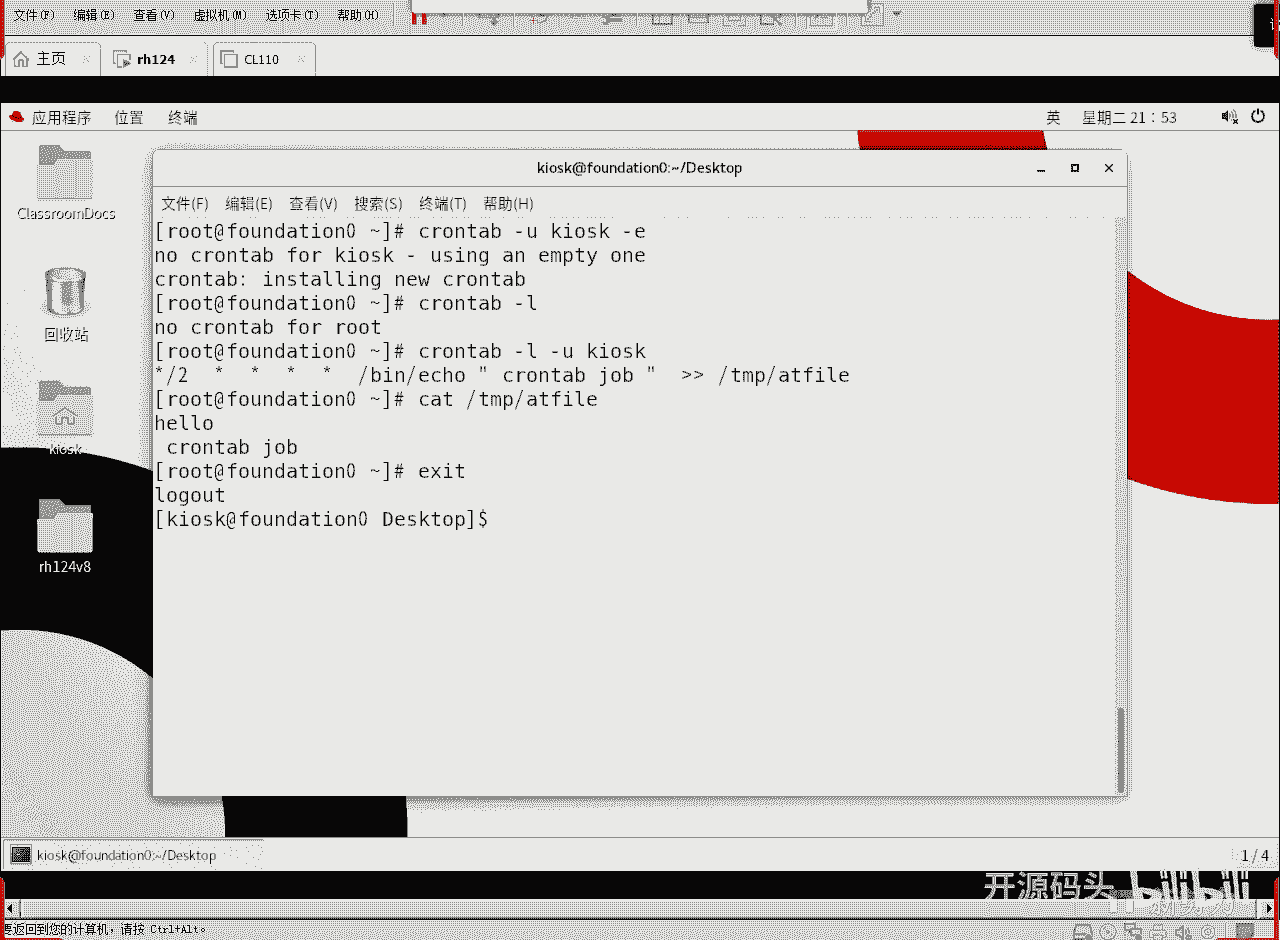 文件(F) 编辑(E) 查看(V) 虚拟机(M) 选项卡(T) 帮助(H)
主页 rh124 CL110
应用程序 位置 终端 英 星期二 21：53
ClassroomDocs
回收站
kiosk
rh124v8
kiosk@foundation0:~/Desktop
文件(F) 编辑(E) 查看(V) 搜索(S) 终端(T) 帮助(H)
[root@foundation0 ~]# crontab -u kiosk -e
no crontab for kiosk - using an empty one
crontab: installing new crontab
[root@foundation0 ~]# crontab -l
no crontab for root
[root@foundation0 ~]# crontab -l -u kiosk
*/2  *  *  *  *  /bin/echo " crontab job "  >> /tmp/atfile
[root@foundation0 ~]# cat /tmp/atfile
hello
 crontab job
[root@foundation0 ~]# exit
logout
[kiosk@foundation0 Desktop]$
kiosk@foundation0:~/Desktop 1 / 4
开源码头 bilibili
要返回到您的计算机，请按 Ctrl+Alt。